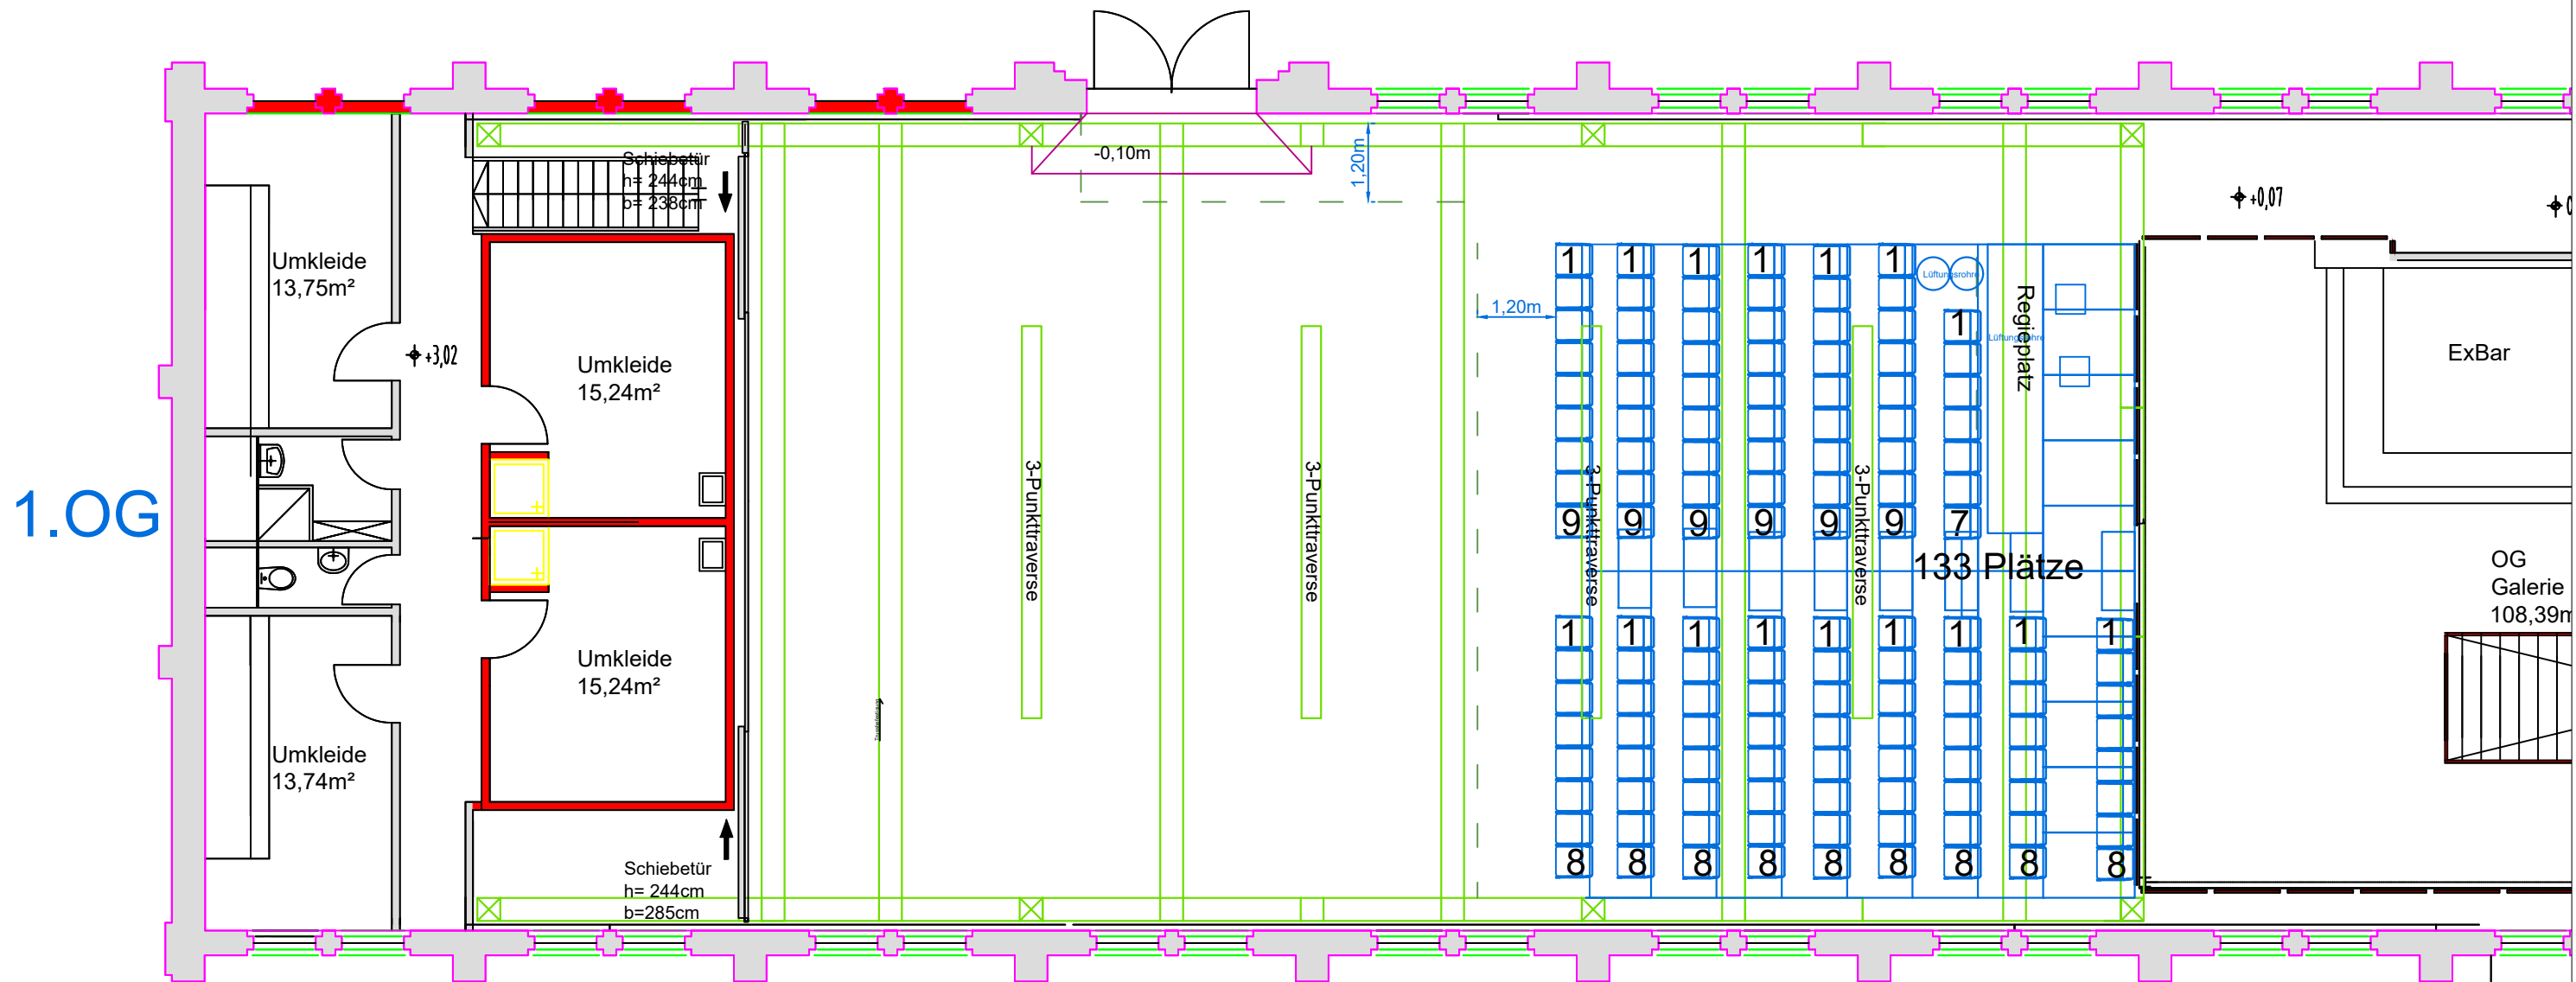 1.OG
Umkleide
13,75m²
+3,02
Umkleide
13,74m²
Schiebetür
h= 244cm
b= 238cm
Umkleide
15,24m²
Umkleide
15,24m²
Schiebetür
h= 244cm
b=285cm
-0,10m
1,20m
1,20m
3-Punkttraverse
3-Punkttraverse
3-Punkttraverse
3-Punkttraverse
1 1 1 1 1 1
1
9 9 9 9 9 9 7
133 Plätze
1 1 1 1 1 1 1 1 1
8 8 8 8 8 8 8 8 8
Lüftungsrohre
Lüftungsrohre
Regieplatz
+0,07
ExBar
OG
Galerie
108,39m